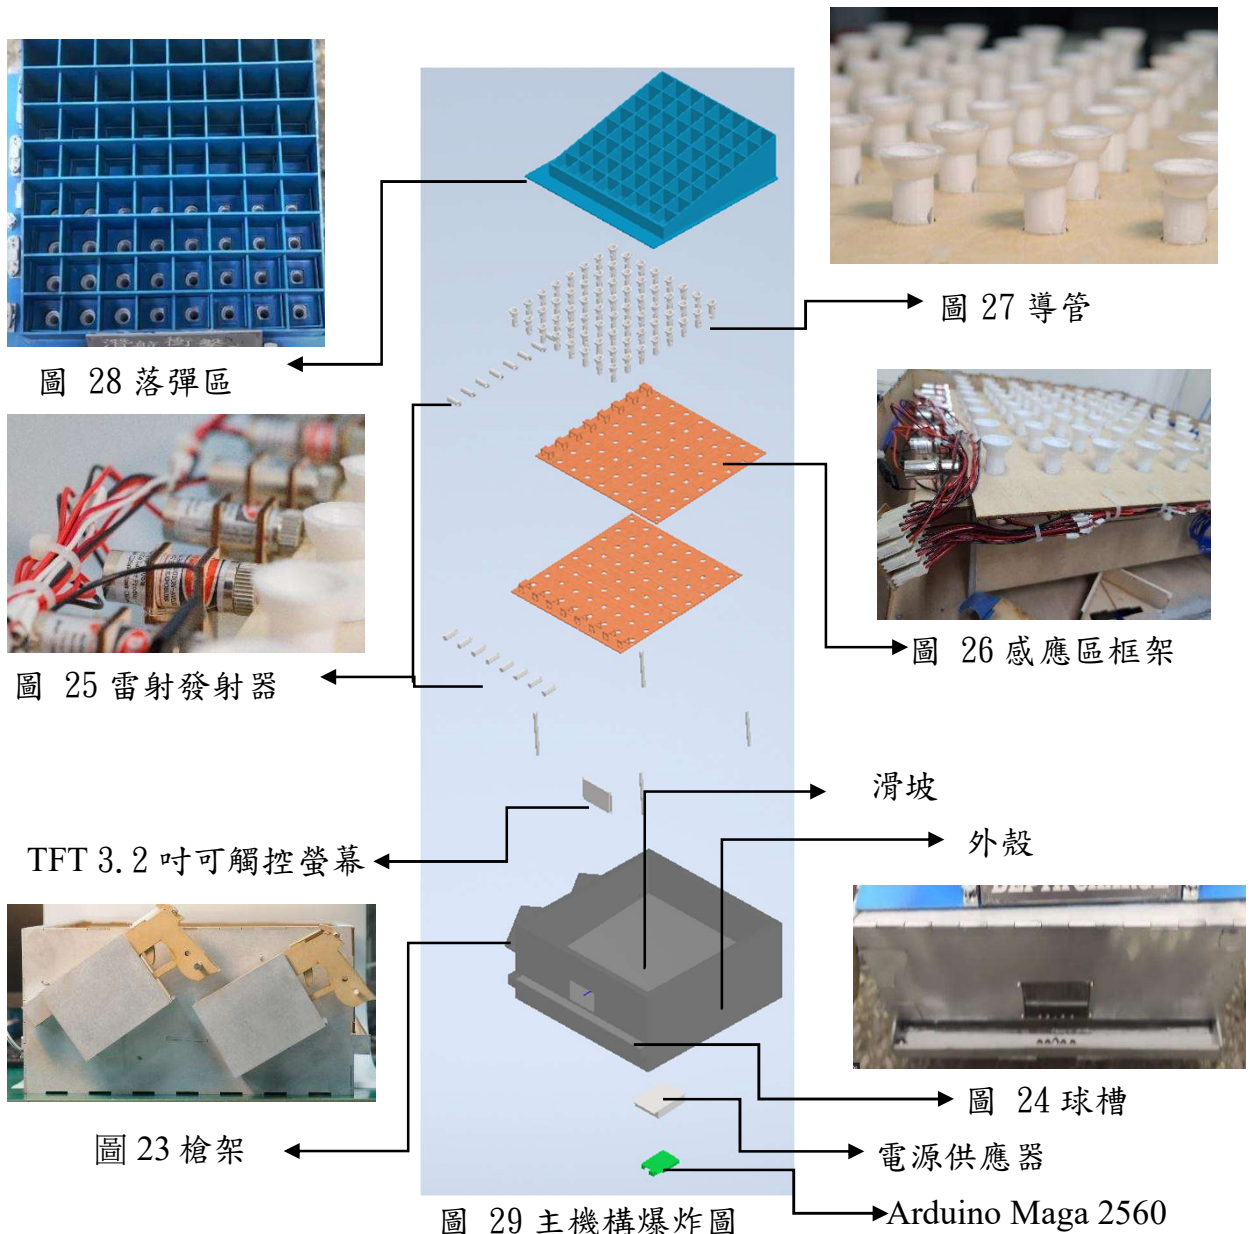 圖 27 導管
圖 28 落彈區
圖 26 感應區框架
圖 25 雷射發射器
滑坡
外殼
TFT 3.2 吋可觸控螢幕
圖 24 球槽
圖 23 槍架
電源供應器
Arduino Maga 2560
圖 29 主機構爆炸圖